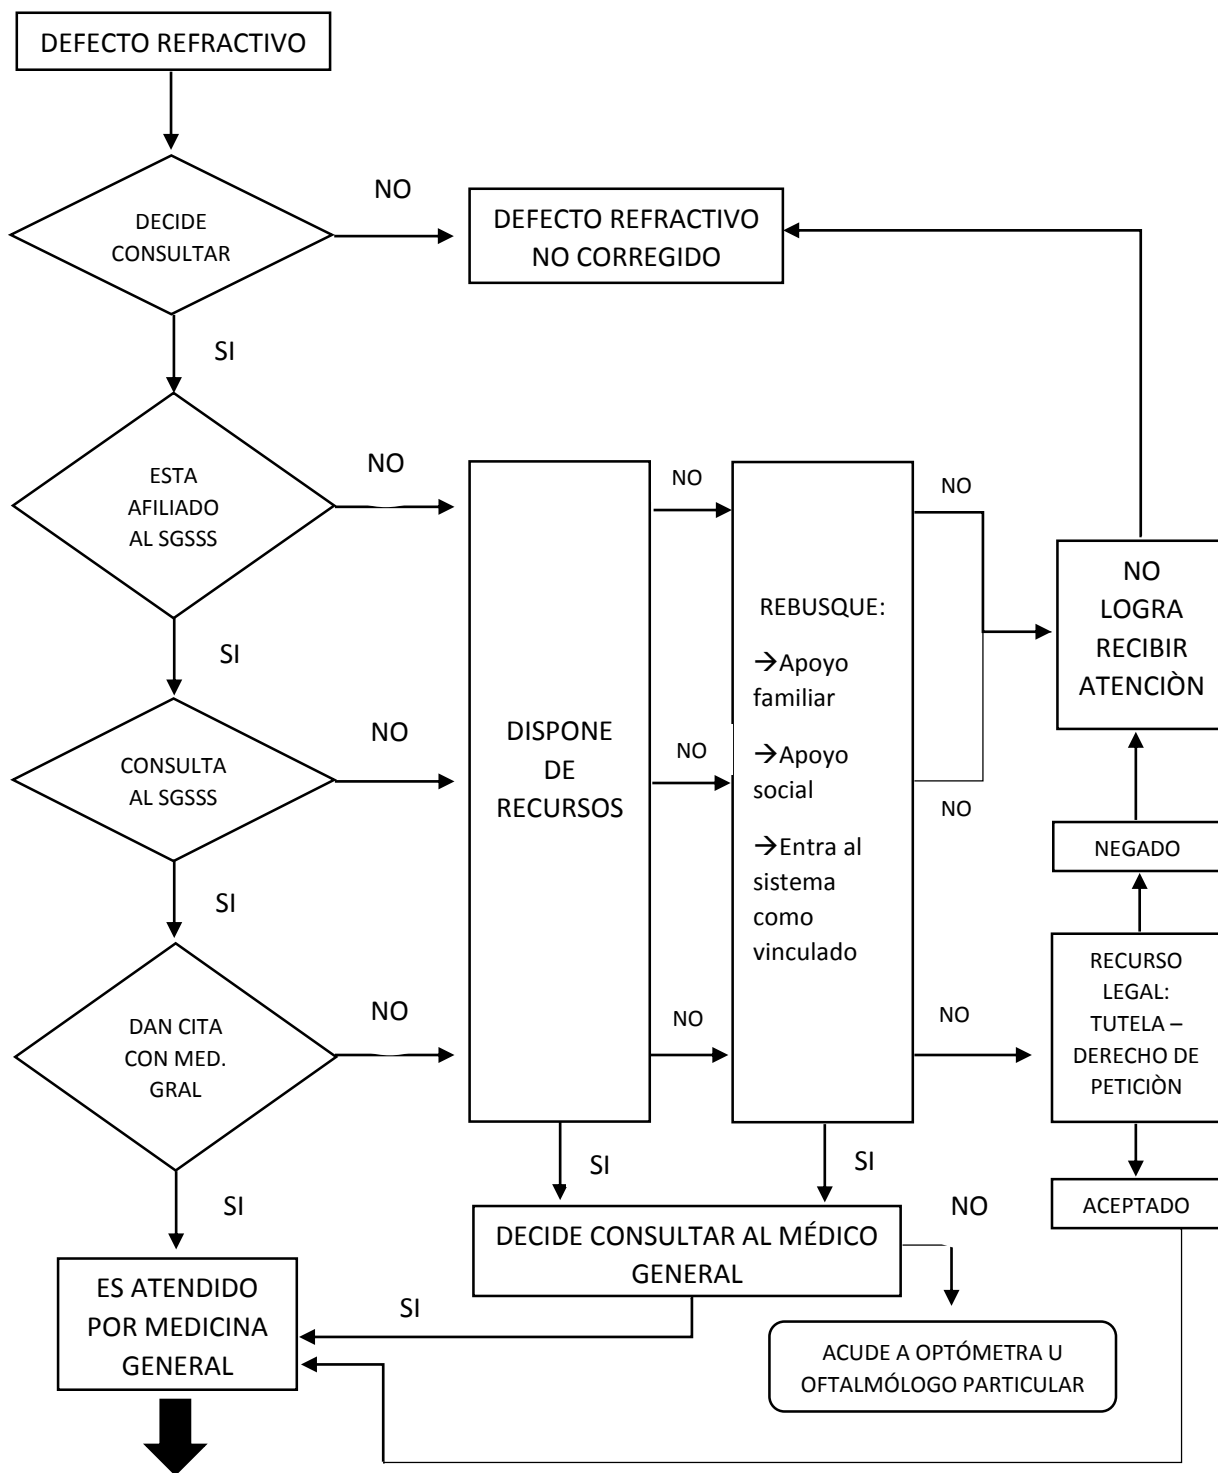 DEFECTO REFRACTIVO
DECIDE
CONSULTAR
NO
DEFECTO REFRACTIVO
NO CORREGIDO
SI
ESTA
AFILIADO
AL SGSSS
NO
DISPONE
DE
RECURSOS
NO
NO
NO
REBUSQUE:
→Apoyo
familiar
→Apoyo
social
→Entra al
sistema
como
vinculado
NO
NO
NO
NO
LOGRA
RECIBIR
ATENCIÒN
NEGADO
RECURSO
LEGAL:
TUTELA –
DERECHO DE
PETICIÒN
ACEPTADO
SI
CONSULTA
AL SGSSS
NO
SI
DAN CITA
CON MED.
GRAL
NO
SI
SI
SI
DECIDE CONSULTAR AL MÉDICO
GENERAL
NO
ACUDE A OPTÓMETRA U
OFTALMÓLOGO PARTICULAR
SI
ES ATENDIDO
POR MEDICINA
GENERAL